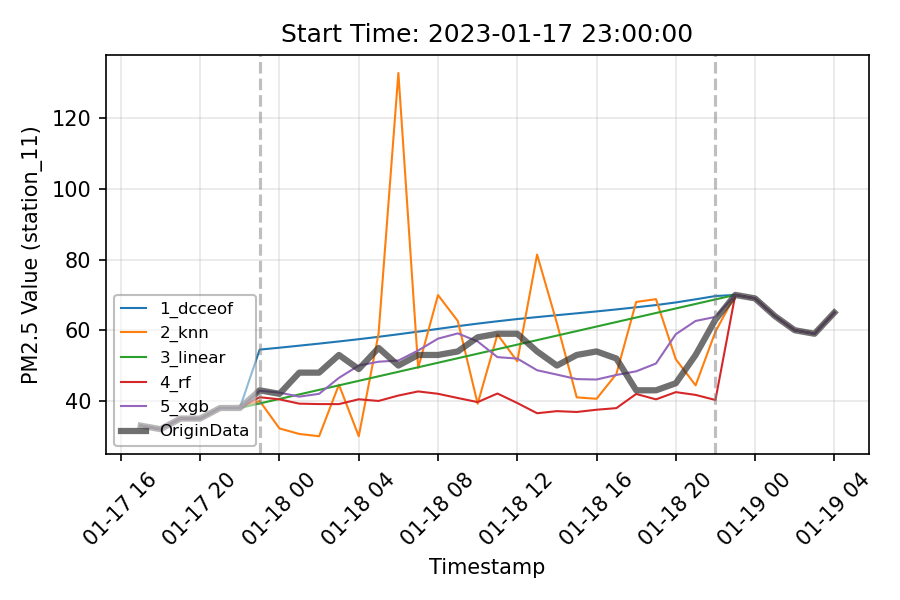 Start Time: 2023-01-17 23:00:00
PM2.5 Value (station_11)
120
100
80
60
40
1_dcceof
2_knn
3_linear
4_rf
5_xgb
OriginData
01-17 16
01-17 20
01-18 00
01-18 04
01-18 08
01-18 12
01-18 16
01-18 20
01-19 00
01-19 04
Timestamp